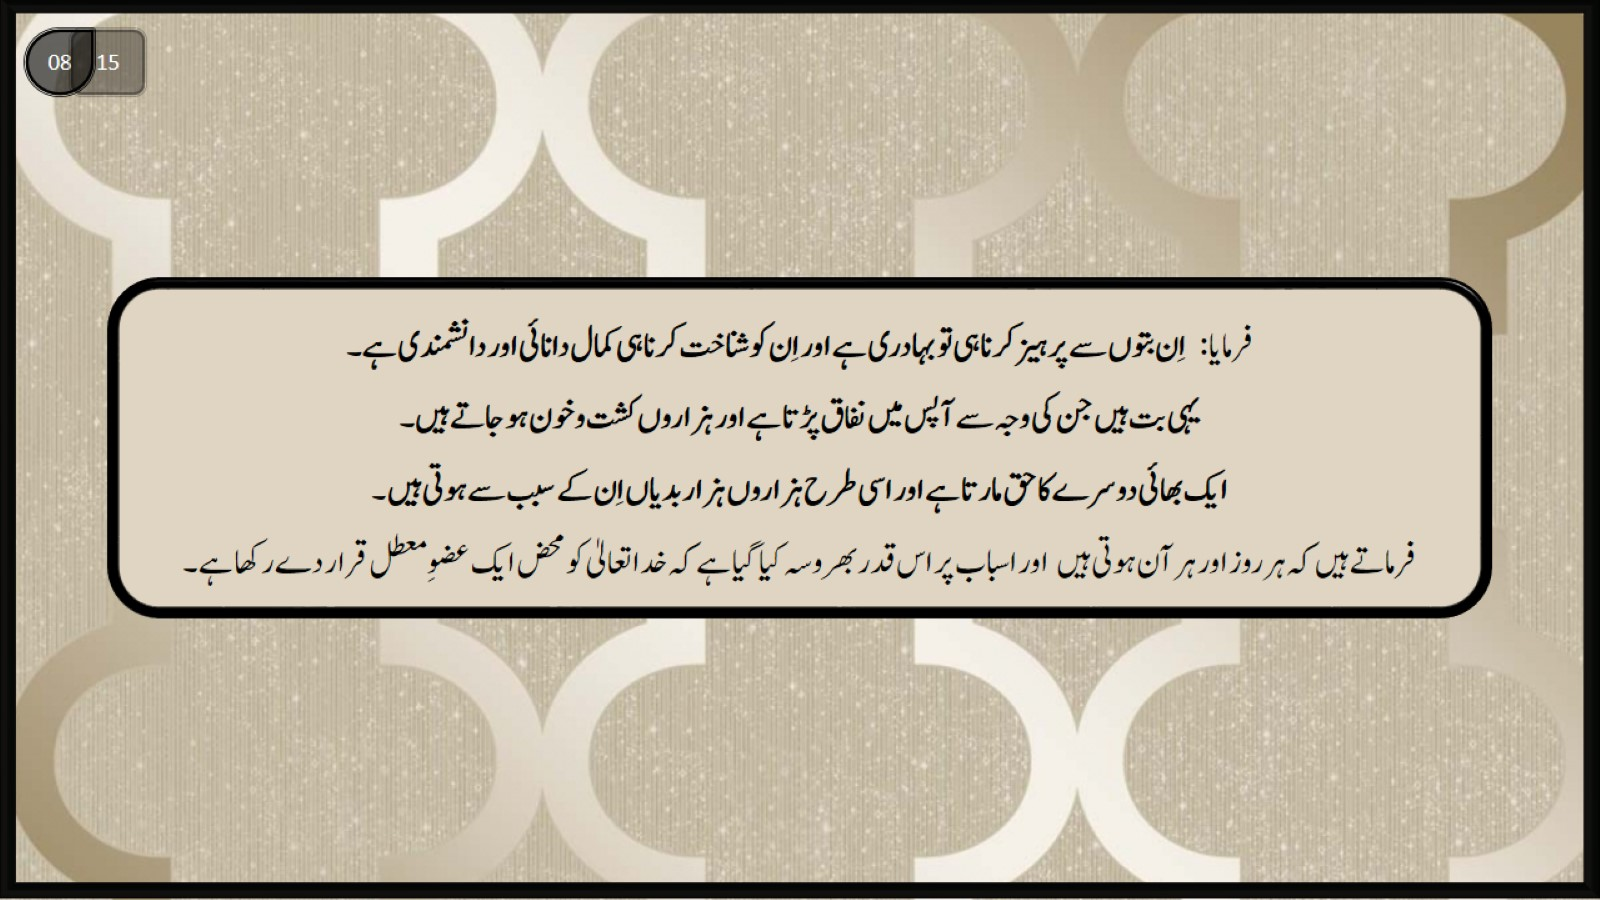 08 15
فرمایا: اِن بتوں سے پرہیز کرنا ہی تو بہادری ہے اور اِن کو شناخت کرنا ہی کمال دانائی اور دانشمندی ہے۔
یہی بت ہیں جن کی وجہ سے آپس میں نفاق پڑتا ہے اور ہزاروں کشت و خون ہو جاتے ہیں۔
ایک بھائی دوسرے کا حق مارتا ہے اور اسی طرح ہزاروں ہزار بدیاں اِن کے سبب سے ہوتی ہیں۔
فرماتے ہیں کہ ہر روز اور ہر آن ہوتی ہیں اور اسباب پر اس قدر بھروسہ کیا گیا ہے کہ خدا تعالیٰ کو محض ایک عضوِ معطل قرار دے رکھا ہے۔